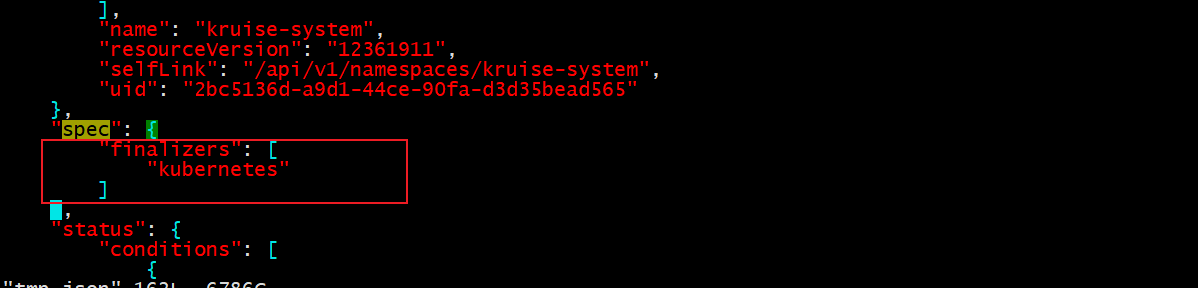 ],
"name": "kruise-system",
"resourceVersion": "12361911",
"selfLink": "/api/v1/namespaces/kruise-system",
"uid": "2bc5136d-a9d1-44ce-90fa-d3d35bead565"
},
"spec": {
"finalizers": [
"kubernetes"
]
},
"status": {
"conditions": [
{
"tmp.json" 162L, 6786C